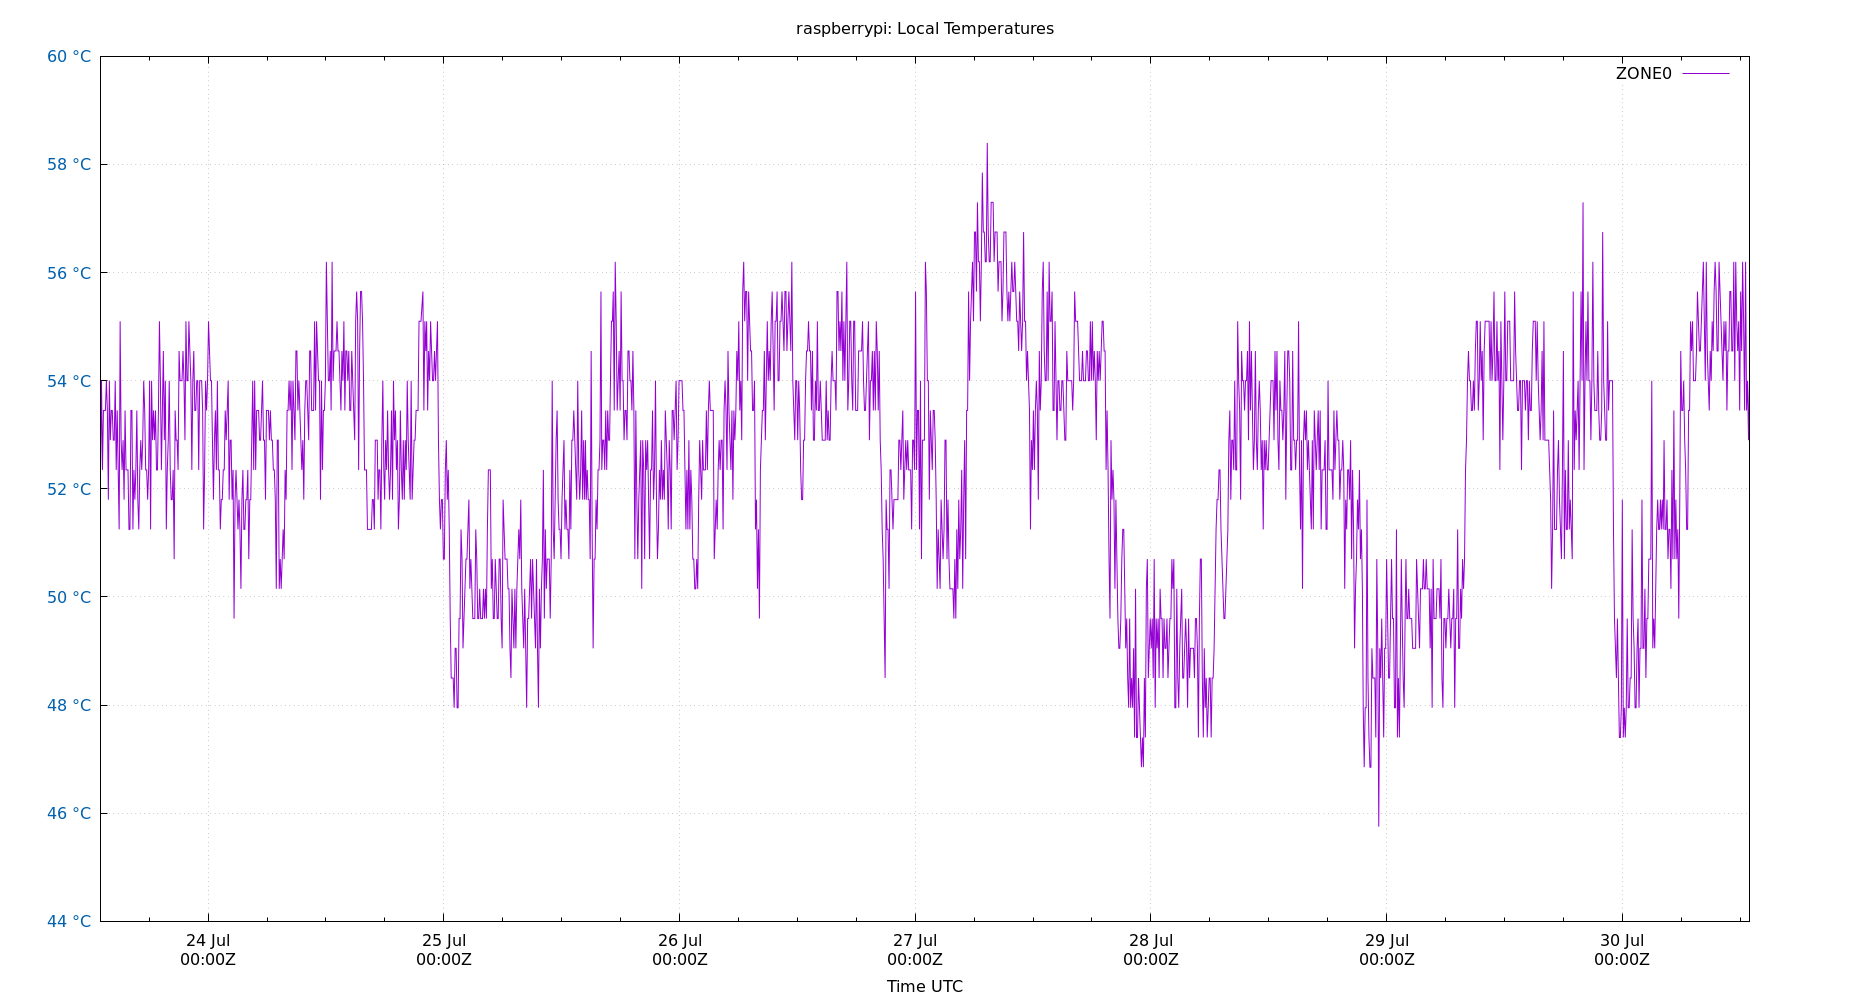 raspberrypi: Local Temperatures
60 °C
ZONE0
58 °C
56 °C
54 °C
52 °C
50 °C
48 °C
46 °C
44 °C
24 Jul 25 Jul 26 Jul 27 Jul 28 Jul 29 Jul 30 Jul
00:00Z 00:00Z 00:00Z 00:00Z 00:00Z 00:00Z 00:00Z
Time UTC